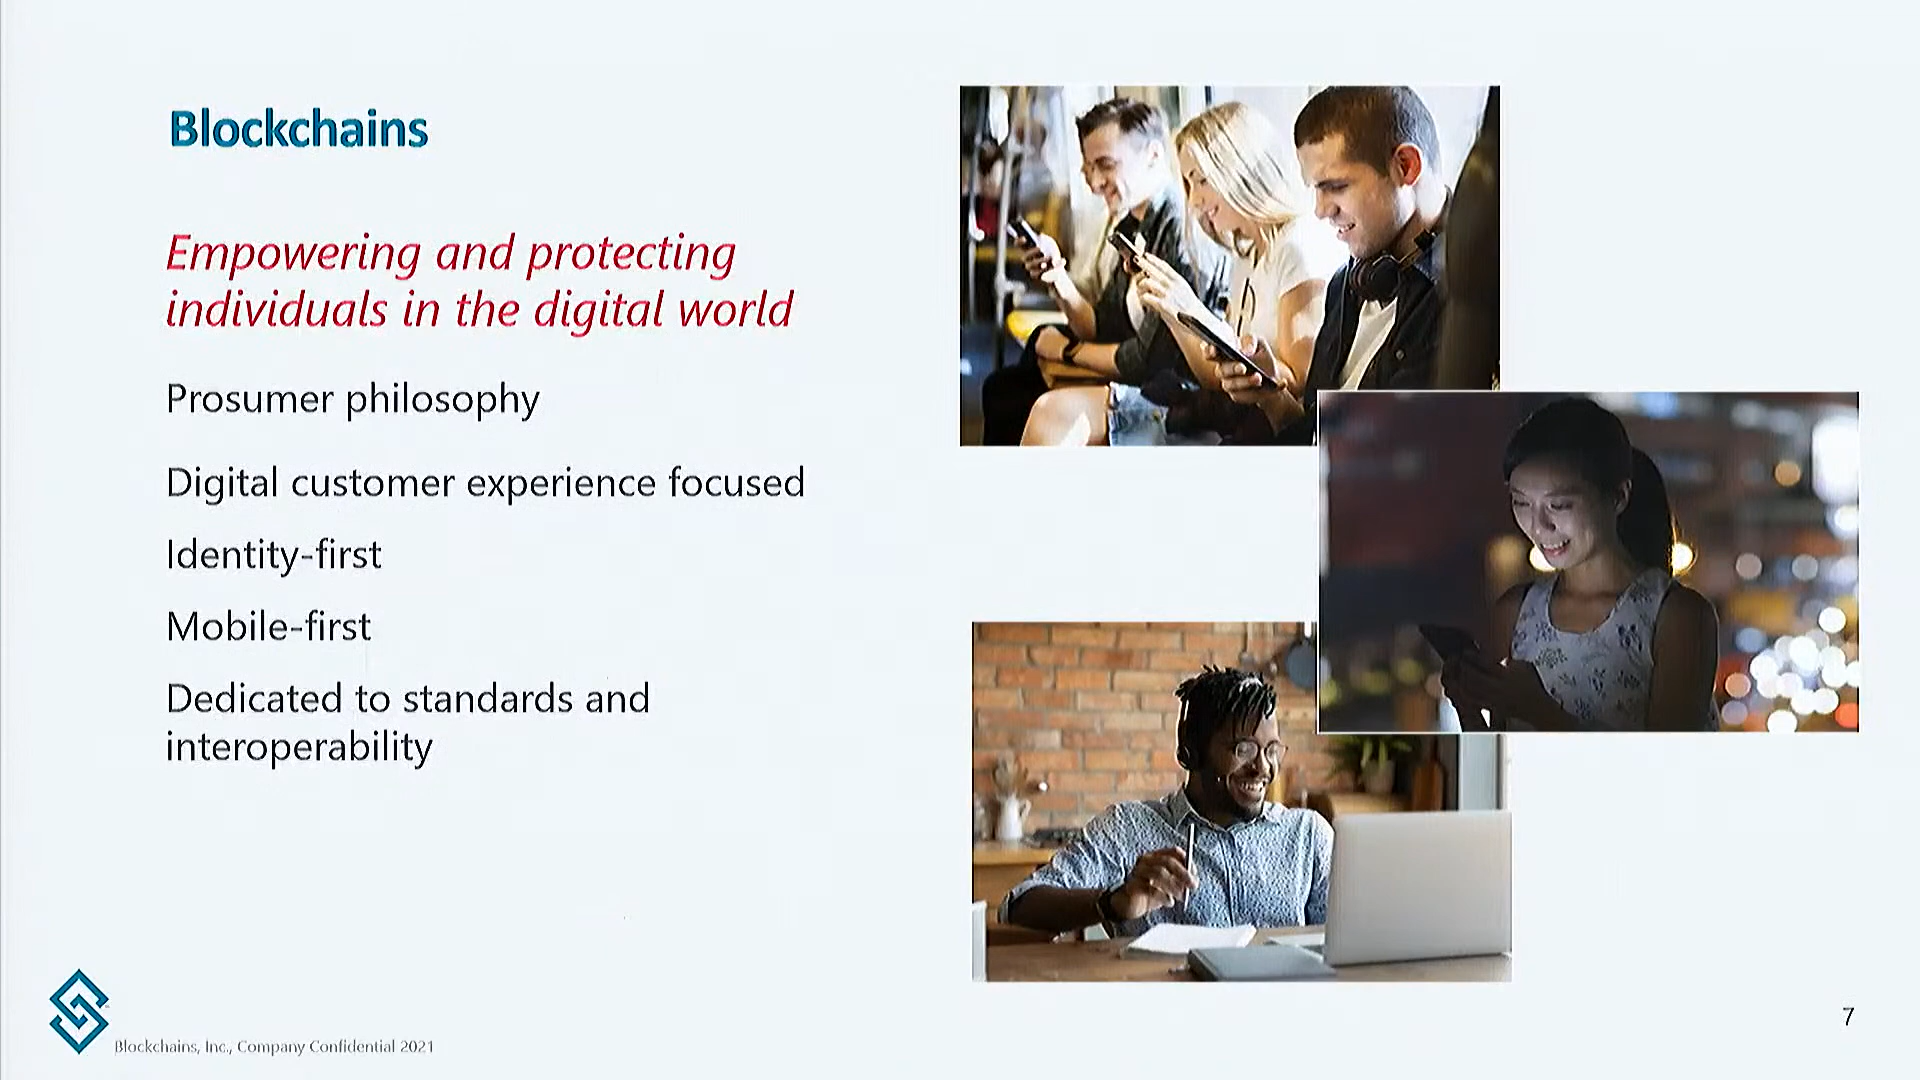 Blockchains
Empowering and protecting
individuals in the digital world
Prosumer philosophy
Digital customer experience focused
Identity-first
Mobile-first
Dedicated to standards and
interoperability
Blockchains, Inc., Company Confidential 2021
7